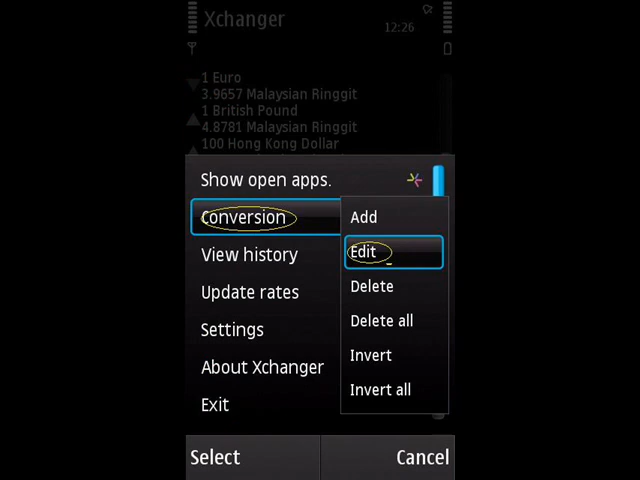 Xchanger
12:26
1 Euro
3.9657 Malaysian Ringgit
1 British Pound
4.8781 Malaysian Ringgit
100 Hong Kong Dollar
Show open apps.
Conversion
View history
Update rates
Settings
About Xchanger
Exit
Add
Edit
Delete
Delete all
Invert
Invert all
Select
Cancel